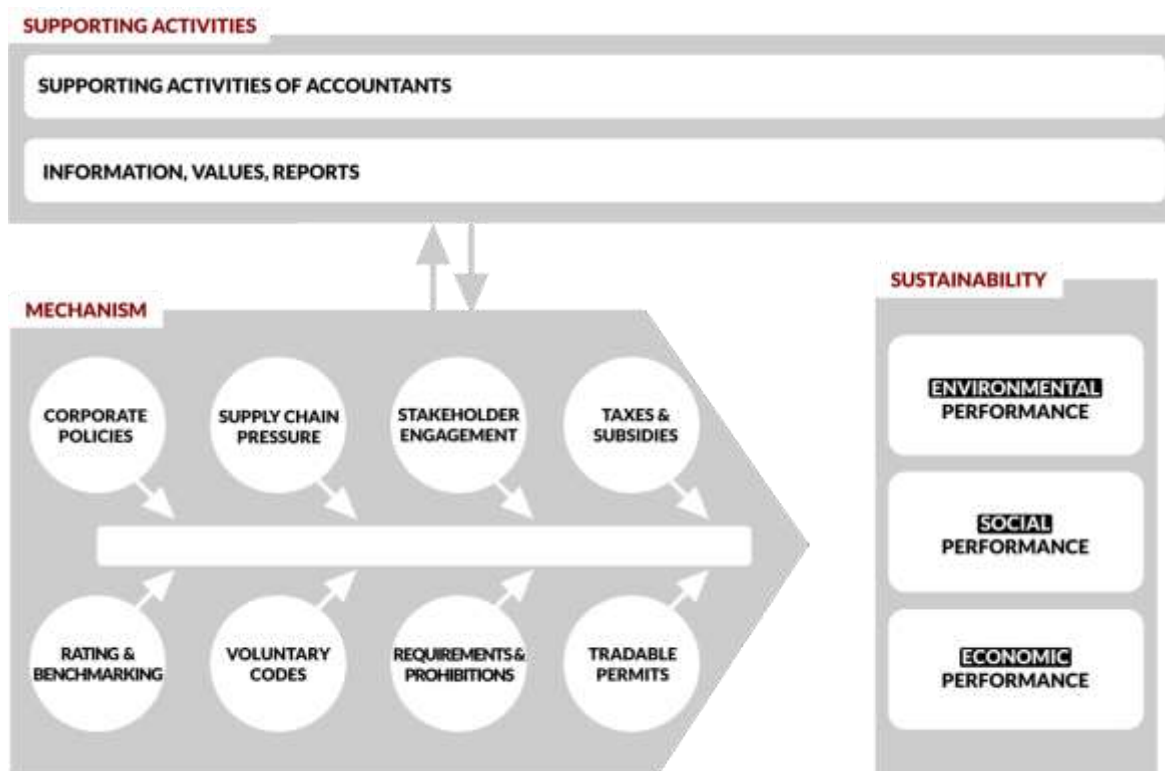 SUPPORTING ACTIVITIES
SUPPORTING ACTIVITIES OF ACCOUNTANTS
INFORMATION, VALUES, REPORTS
MECHANISM
CORPORATE
POLICIES
SUPPLY CHAIN
PRESSURE
STAKEHOLDER
ENGAGEMENT
TAXES &
SUBSIDIES
RATING &
BENCHMARKING
VOLUNTARY
CODES
REQUIREMENTS &
PROHIBITIONS
TRADABLE
PERMITS
SUSTAINABILITY
ENVIRONMENTAL
PERFORMANCE
SOCIAL
PERFORMANCE
ECONOMIC
PERFORMANCE